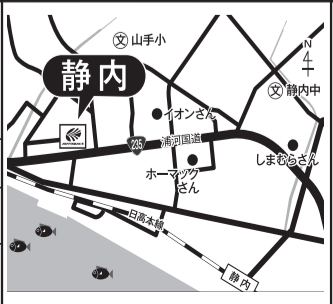 山手小
N
静内
静内中
イオンさん
235
浦河国道
しまむらさん
ホーマック
さん
日高本線
静内